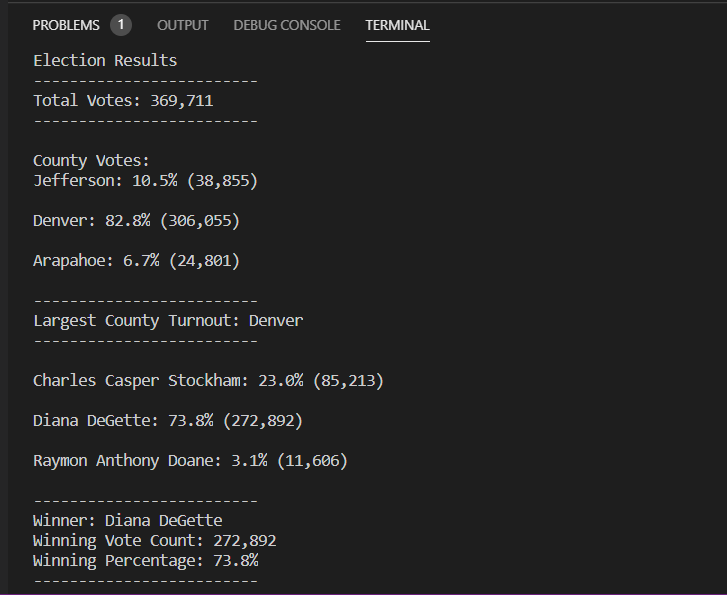 PROBLEMS 1 OUTPUT DEBUG CONSOLE TERMINAL
Election Results
-------------------------
Total Votes: 369,711
-------------------------
County Votes:
Jefferson: 10.5% (38,855)
Denver: 82.8% (306,055)
Arapahoe: 6.7% (24,801)
-------------------------
Largest County Turnout: Denver
-------------------------
Charles Casper Stockham: 23.0% (85,213)
Diana DeGette: 73.8% (272,892)
Raymon Anthony Doane: 3.1% (11,606)
-------------------------
Winner: Diana DeGette
Winning Vote Count: 272,892
Winning Percentage: 73.8%
-------------------------